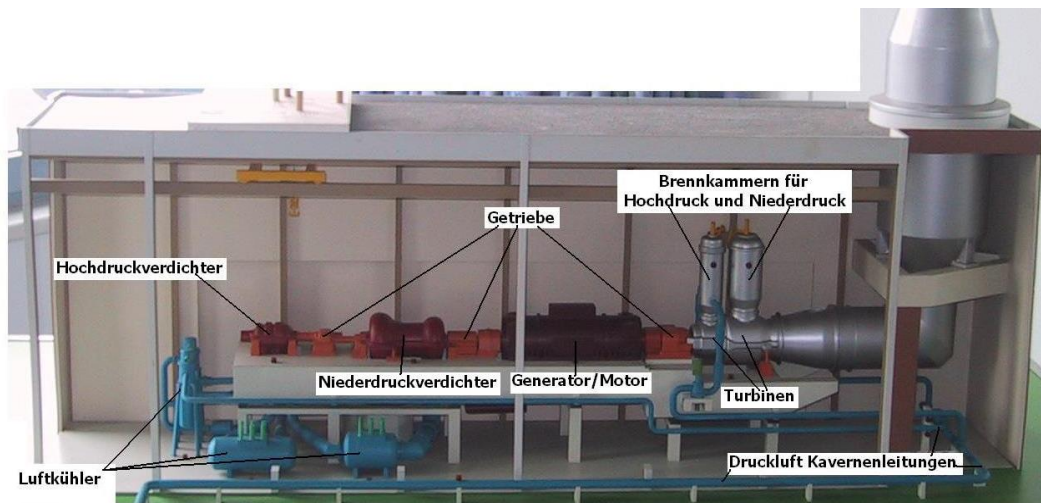 Brennkammern für
Hochdruck und Niederdruck
Getriebe
Hochdruckverdichter
Niederdruckverdichter
Generator/Motor
Turbinen
Luftkühler
Druckluft Kavernenleitungen